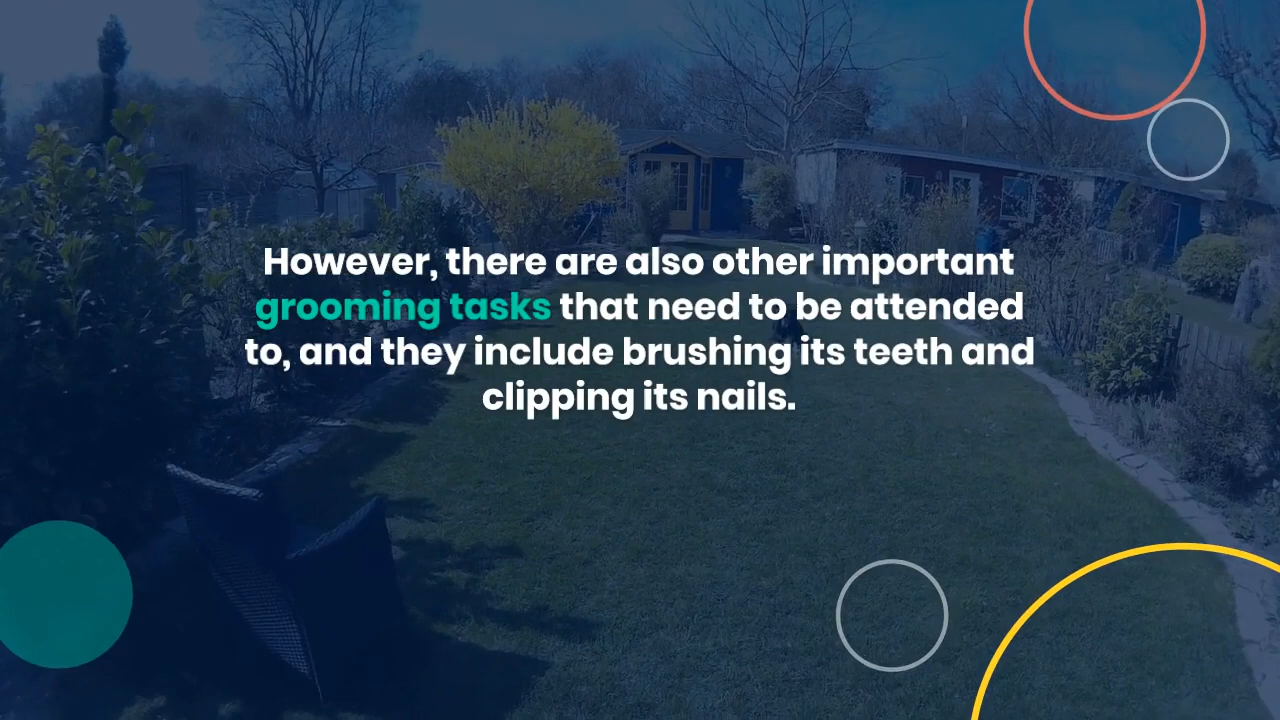 However, there are also other important
grooming tasks that need to be attended
to, and they include brushing its teeth and
clipping its nails.